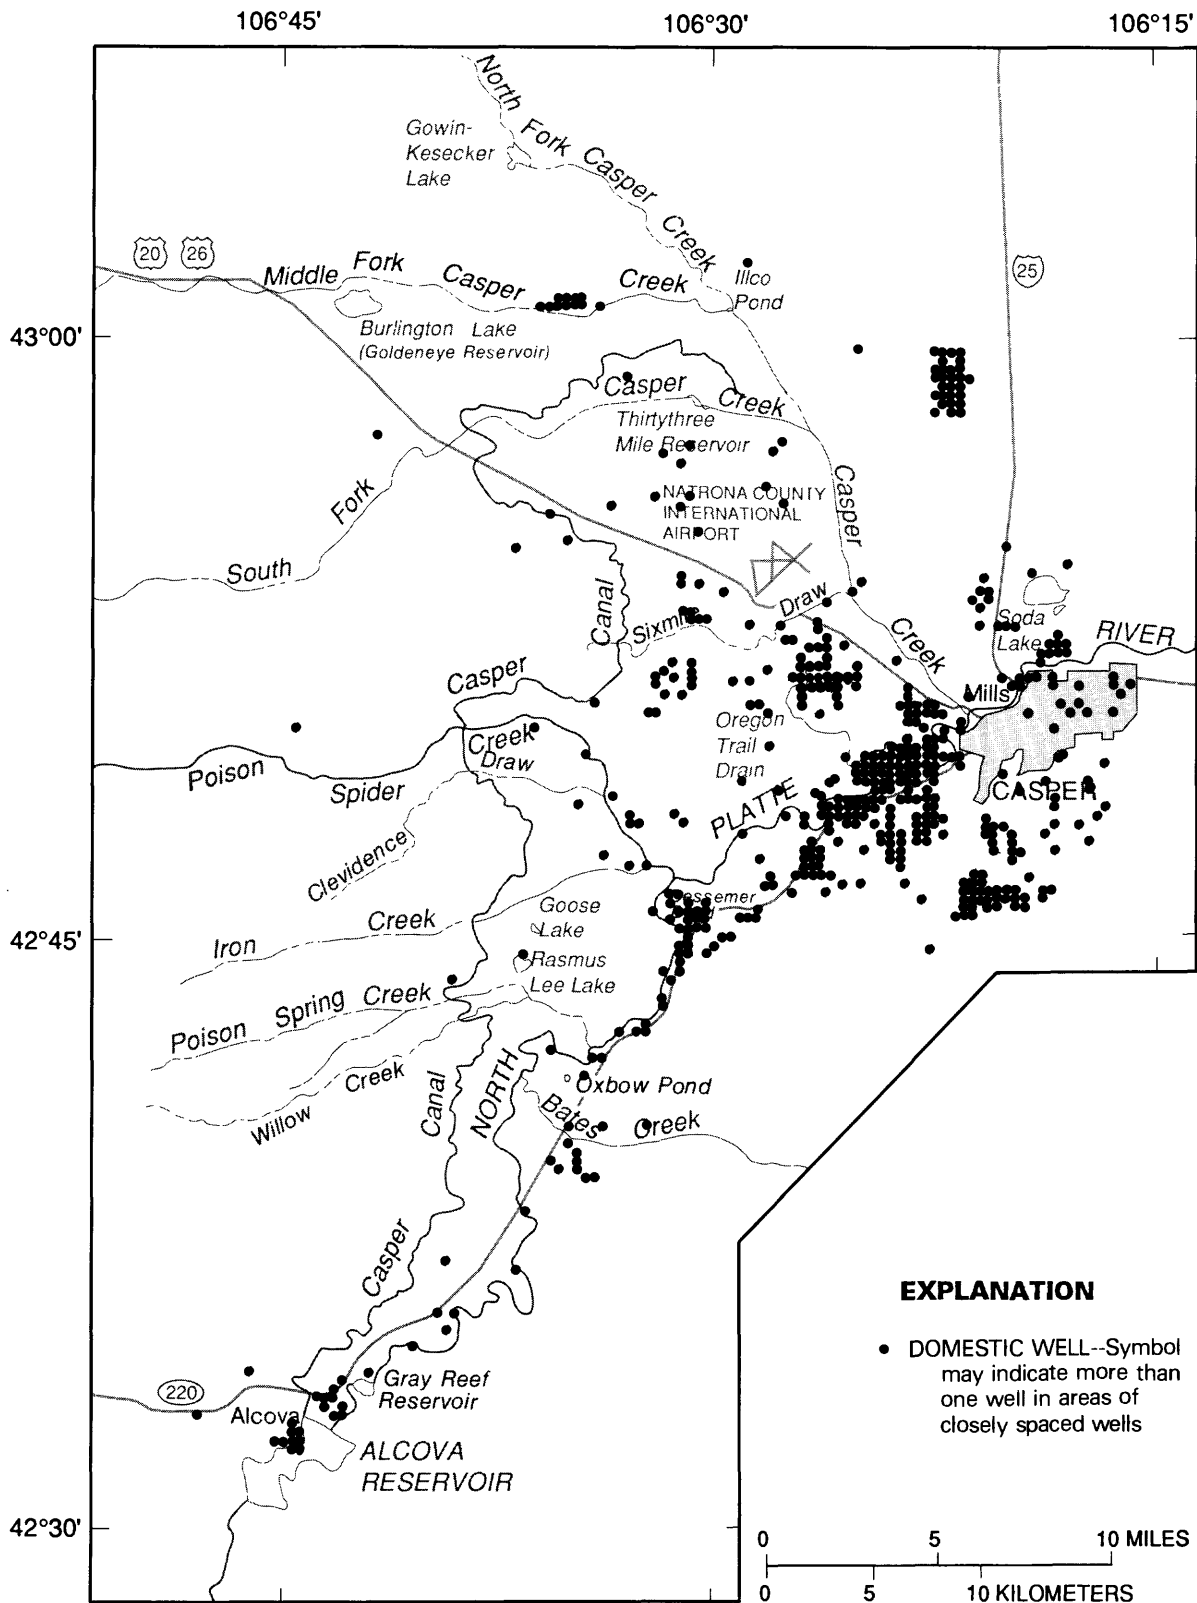 106°45'
106°30'
106°15'
North Fork Casper Creek
Gowin-
Kesecker
Lake
20
26
Middle Fork Casper Creek
Illco
Pond
25
43°00'
Burlington Lake
(Goldeneye Reservoir)
Casper Creek
Thirtythree
Mile Reservoir
South Fork
NATRONA COUNTY
INTERNATIONAL
AIRPORT
Casper Creek
Canal
Sixmile Draw
Soda
Lake
RIVER
Casper
Mills
Oregon
Trail
Drain
Poison Spider Creek
Draw
Clevidence
PLATTE
CASPER
Iron Creek
Goose
Lake
42°45'
Rasmus
Lee Lake
Poison Spring Creek
Willow Creek
Canal
NORTH
Oxbow Pond
Bates Creek
Casper
EXPLANATION
DOMESTIC WELL--Symbol
may indicate more than
one well in areas of
closely spaced wells
220
Gray Reef
Reservoir
Alcova
ALCOVA
RESERVOIR
42°30'
0 5 10 MILES
0 5 10 KILOMETERS